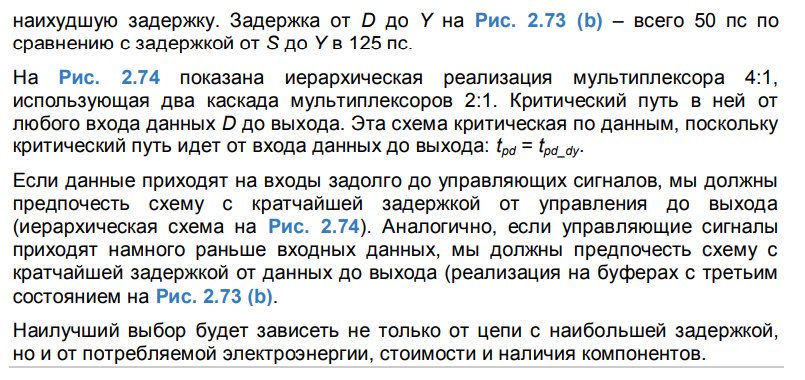 наихудшую задержку. Задержка от D до Y на Рис. 2.73 (b) – всего 50 пс по
сравнению с задержкой от S до Y в 125 пс.
На Рис. 2.74 показана иерархическая реализация мультиплексора 4:1,
использующая два каскада мультиплексоров 2:1. Критический путь в ней от
любого входа данных D до выхода. Эта схема критическая по данным, поскольку
критический путь идет от входа данных до выхода: tpd = tpd_dy.
Если данные приходят на входы задолго до управляющих сигналов, мы должны
предпочесть схему с кратчайшей задержкой от управления до выхода
(иерархическая схема на Рис. 2.74). Аналогично, если управляющие сигналы
приходят намного раньше входных данных, мы должны предпочесть схему с
кратчайшей задержкой от данных до выхода (реализация на буферах с третьим
состоянием на Рис. 2.73 (b).
Наилучший выбор будет зависеть не только от цепи с наибольшей задержкой,
но и от потребляемой электроэнергии, стоимости и наличия компонентов.